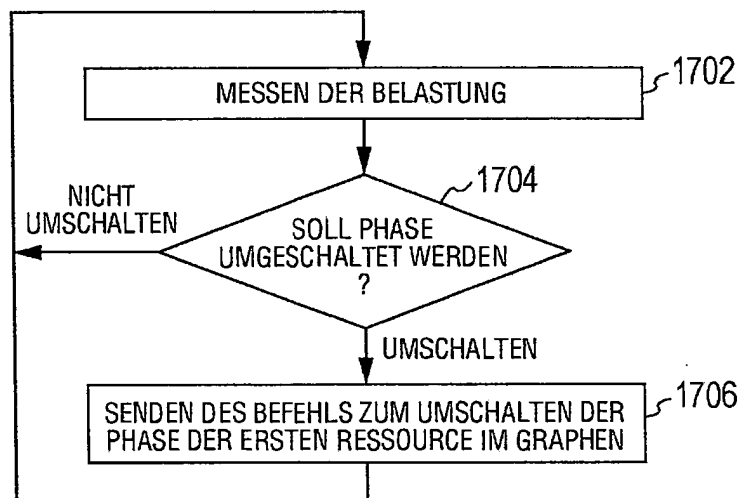 MESSEN DER BELASTUNG
1702
1704
NICHT
UMSCHALTEN
SOLL PHASE
UMGESCHALTET WERDEN
?
UMSCHALTEN
SENDEN DES BEFEHLS ZUM UMSCHALTEN DER
PHASE DER ERSTEN RESSOURCE IM GRAPHEN
1706